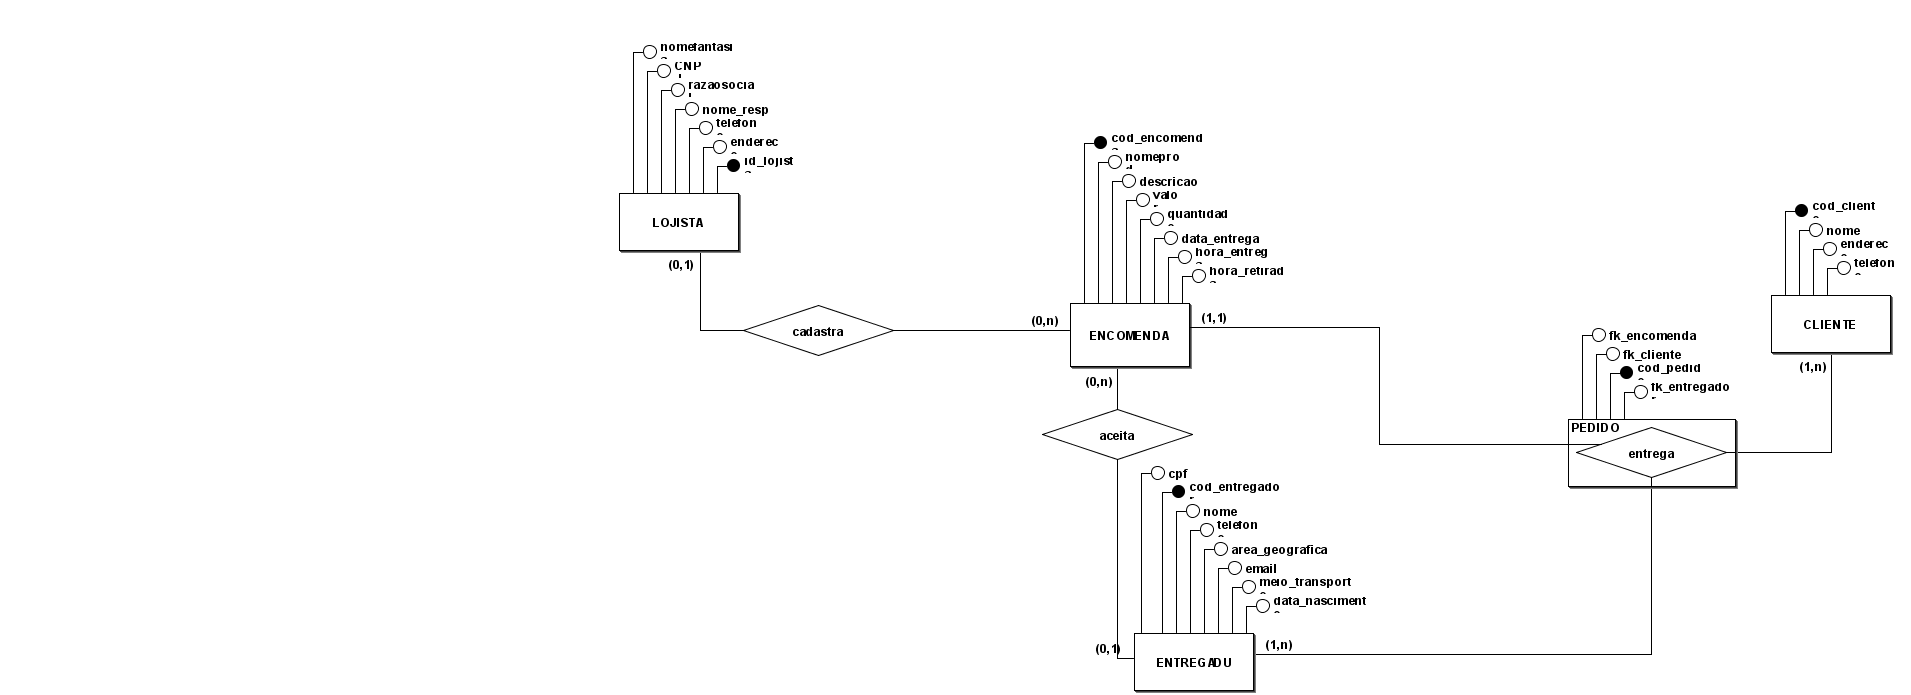 nomefantasi
CNP
razaosocia
nome_resp
telefon
enderec
id_lojist
LOJISTA
(0,1)
cadastra
(0,n)
cod_encomend
nomepro
descricao
valo
quantidad
data_entrega
hora_entreg
hora_retirad
ENCOMENDA
(1,1)
(0,n)
aceita
(0,1)
cpf
cod_entregado
nome
telefon
area_geografica
email
meio_transport
data_nasciment
ENTREGADU
(1,n)
fk_encomenda
fk_cliente
cod_pedid
fk_entregado
PEDIDO
entrega
cod_client
nome
enderec
telefon
CLIENTE
(1,n)